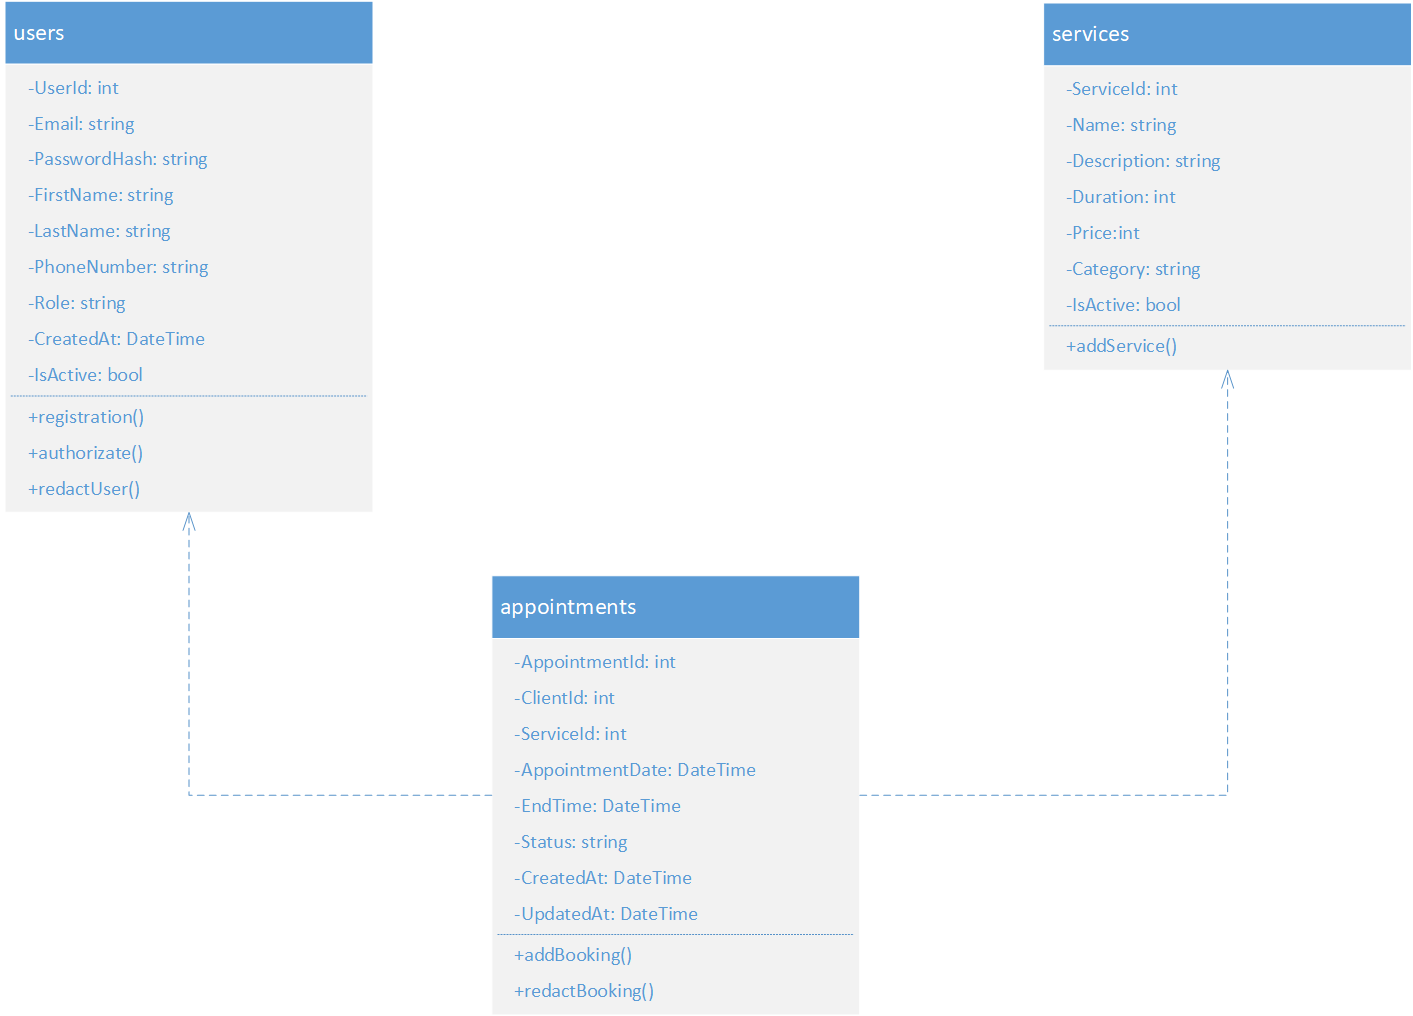 users
-UserId: int
-Email: string
-PasswordHash: string
-FirstName: string
-LastName: string
-PhoneNumber: string
-Role: string
-CreatedAt: DateTime
-IsActive: bool
+registration()
+authorizate()
+redactUser()
services
-ServiceId: int
-Name: string
-Description: string
-Duration: int
-Price:int
-Category: string
-IsActive: bool
+addService()
appointments
-AppointmentId: int
-ClientId: int
-ServiceId: int
-AppointmentDate: DateTime
-EndTime: DateTime
-Status: string
-CreatedAt: DateTime
-UpdatedAt: DateTime
+addBooking()
+redactBooking()